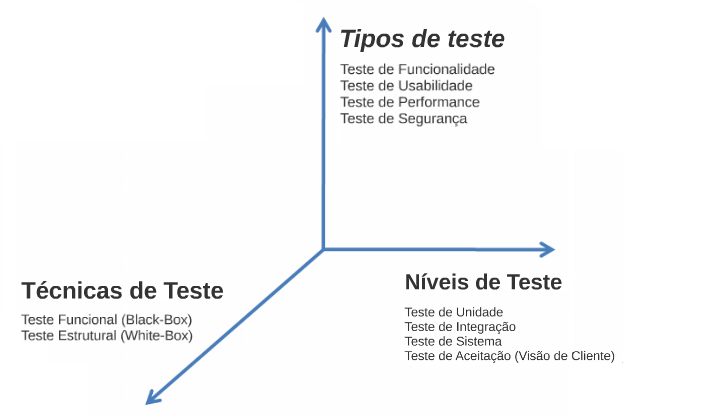 Tipos de teste
Teste de Funcionalidade
Teste de Usabilidade
Teste de Performance
Teste de Segurança
Técnicas de Teste
Teste Funcional (Black-Box)
Teste Estrutural (White-Box)
Níveis de Teste
Teste de Unidade
Teste de Integração
Teste de Sistema
Teste de Aceitação (Visão de Cliente)